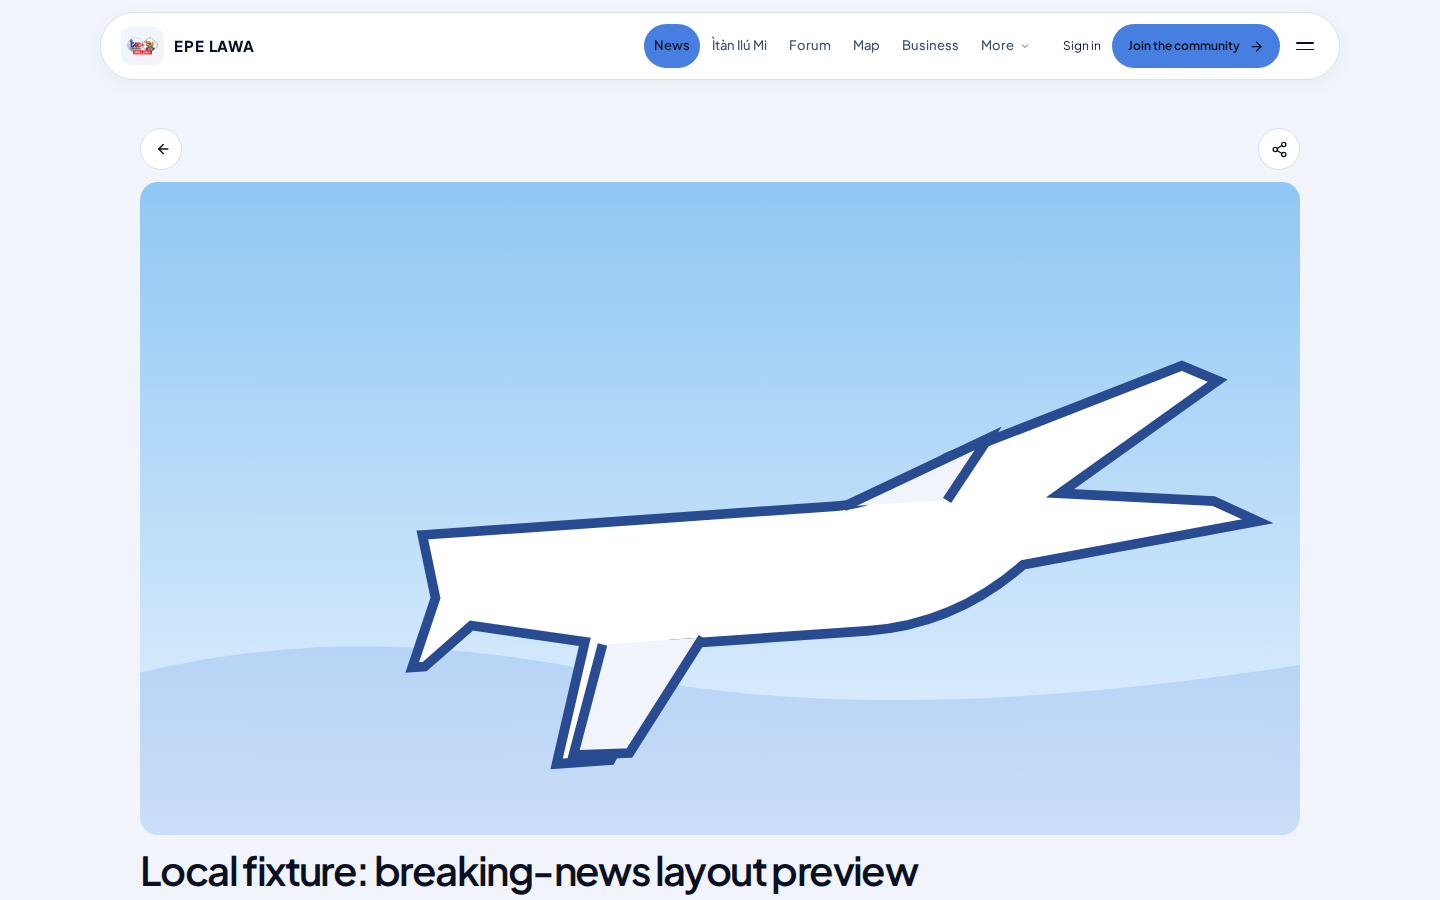 EPE LAWA
News
Ìtàn Ilú Mi
Forum
Map
Business
More
Sign in
Join the community
Local fixture: breaking-news layout preview